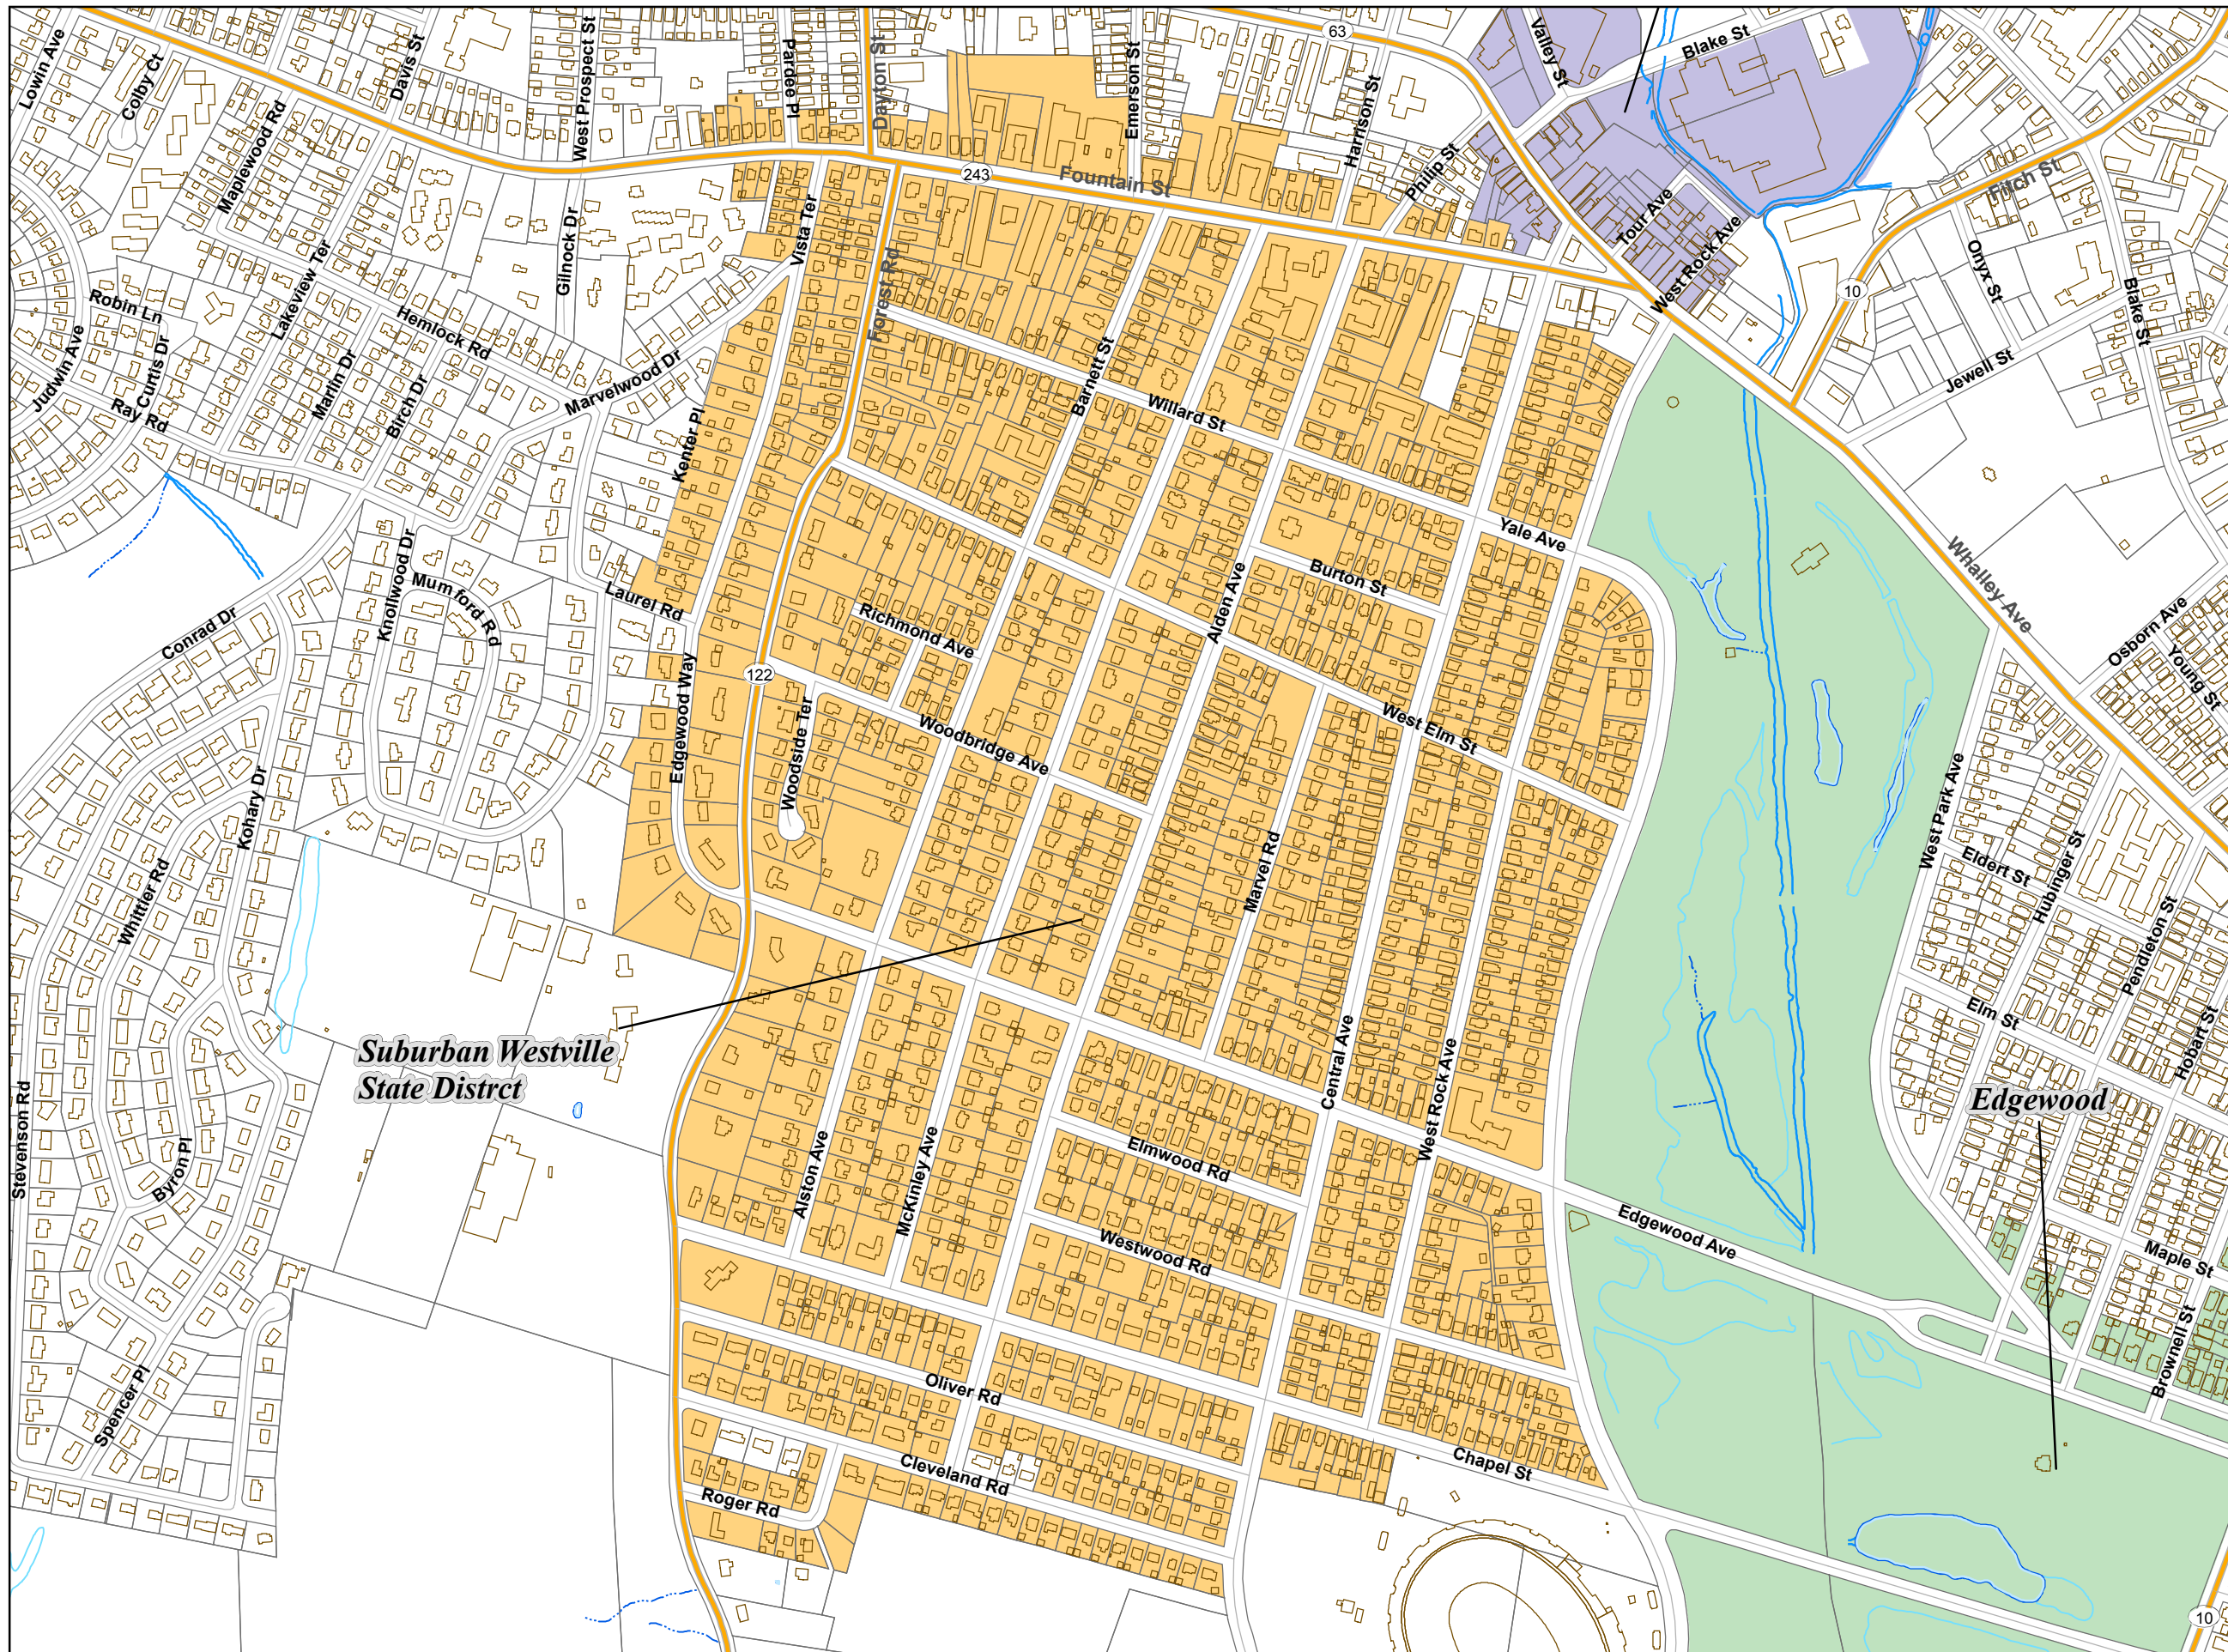 Lowin Ave
Colby Ct
Davis St
West Prospect St
Pardee Pl
Dayton St
Emerson St
63
Harrison St
Valley St
Blake St
Maplewood Rd
243
Fountain St
Philip St
Fitch St
Tour Ave
West Rock Ave
Onyx St
10
Blake St
Gilnock Dr
Vista Ter
Forest Rd
Lakeview Ter
Robin Ln
Hemlock Rd
Judwin Ave
Curtis Dr
Marlin Dr
Birch Dr
Ray Rd
Marvelwood Dr
Kenter Pl
Barnett St
Willard St
Jewell St
Yale Ave
Whalley Ave
Burton St
Alden Ave
Knollwood Dr
Mumford Rd
Laurel Rd
Richmond Ave
Conrad Dr
Osborn Ave
Young St
122
Edgewood Way
Woodside Ter
Woodbridge Ave
West Elm St
West Park Ave
Kohary Dr
Whittier Rd
Marvel Rd
Eldert St
Hubinger St
Pendleton St
Elm St
Hobart St
Suburban Westville
State Distrct
Edgewood
Central Ave
West Rock Ave
Stevenson Rd
Byron Pl
Alston Ave
McKinley Ave
Elmwood Rd
Westwood Rd
Edgewood Ave
Maple St
Brownell St
Spencer Pl
Oliver Rd
Cleveland Rd
Chapel St
Roger Rd
10